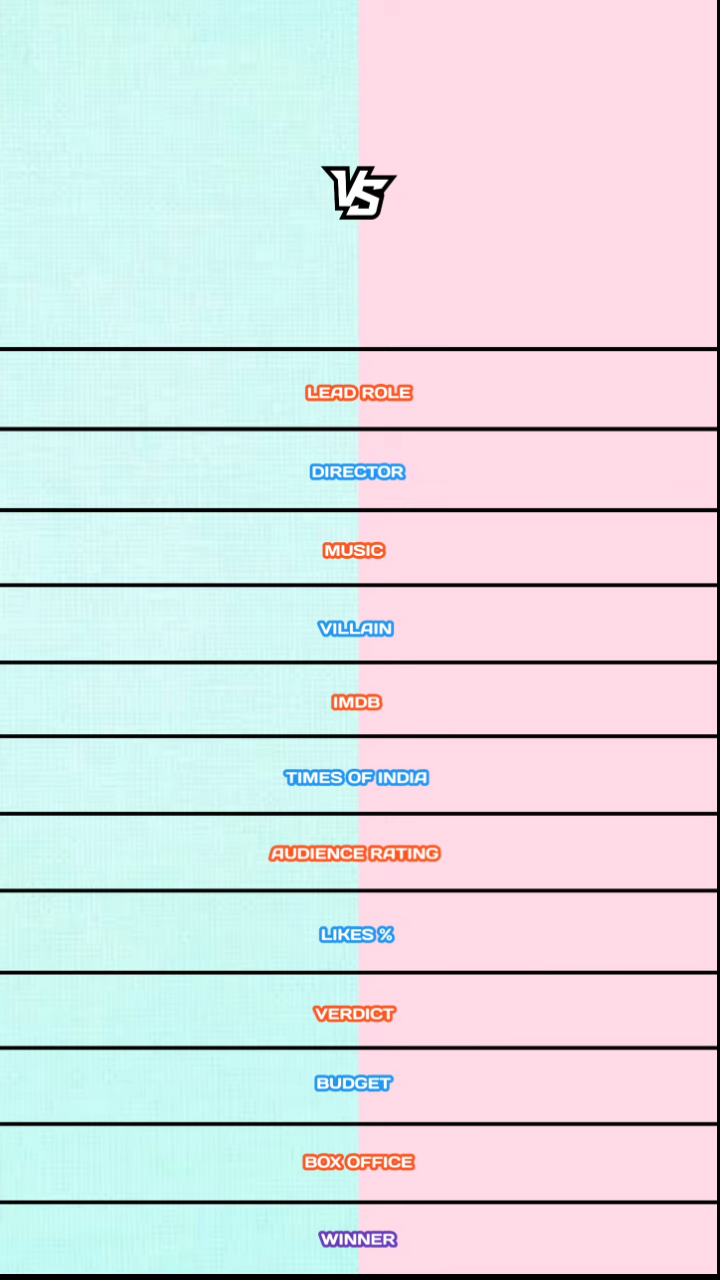 VS
LEAD ROLE
DIRECTOR
MUSIC
VILLAIN
IMDB
TIMES OF INDIA
AUDIENCE RATING
LIKES %
VERDICT
BUDGET
BOX OFFICE
WINNER